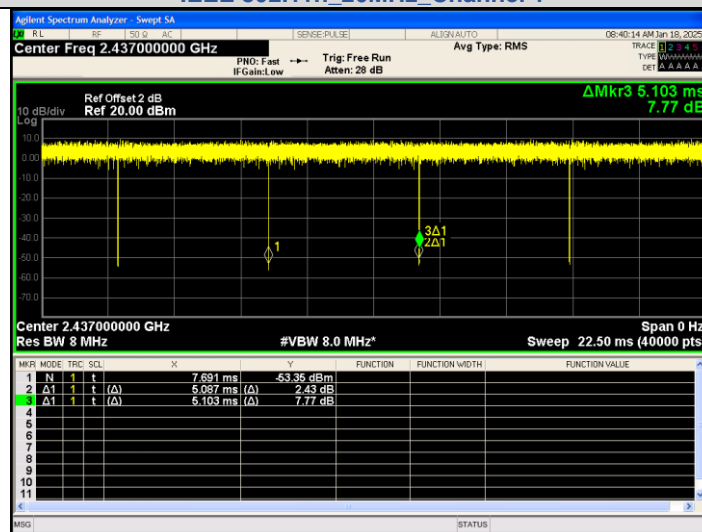 Agilent Spectrum Analyzer - Swept SA
RL RF 50 Ω AC SENSE:PULSE ALIGNAUTO 08:40:14 AM Jan 18, 2025
Center Freq 2.437000000 GHz Avg Type: RMS TRACE 1 2 3 4 5
PNO: Fast Trig: Free Run TYPE
IFGain:Low Atten: 28 dB DET A A A A A
ΔMkr3 5.103 ms
Ref Offset 2 dB
10 dB/div Ref 20.00 dBm 7.77 dB
Log
10.0
0.00
-10.0
-20.0
-30.0
-40.0
3Δ1
2Δ1
1
-50.0
-60.0
-70.0
Center 2.437000000 GHz Span 0 Hz
Res BW 8 MHz #VBW 8.0 MHz* Sweep 22.50 ms (40000 pts
MKR MODE TRC SCL X Y FUNCTION FUNCTION WIDTH FUNCTION VALUE
1 N 1 t 7.691 ms -53.35 dBm
2 Δ1 1 t (Δ) 5.087 ms (Δ) 2.43 dB
3 Δ1 1 t (Δ) 5.103 ms (Δ) 7.77 dB
4
5
6
7
8
9
10
11
MSG STATUS